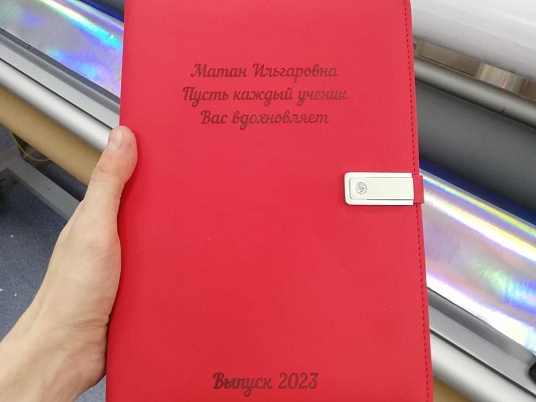 Матан Ильгаровна
Пусть каждый ученик
Вас вдохновляет
Выпуск 2023